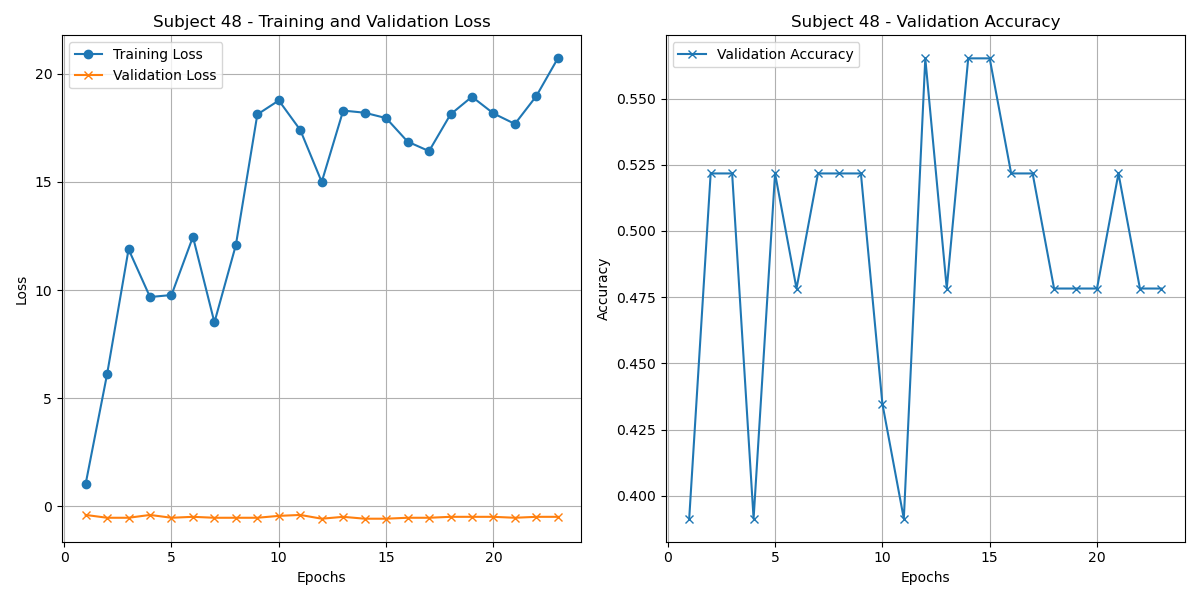 Subject 48 - Training and Validation Loss
Training Loss
Validation Loss
20
15
10
5
0
Loss
0 5 10 15 20
Epochs
Subject 48 - Validation Accuracy
Validation Accuracy
0.550
0.525
0.500
0.475
0.450
0.425
0.400
Accuracy
0 5 10 15 20
Epochs